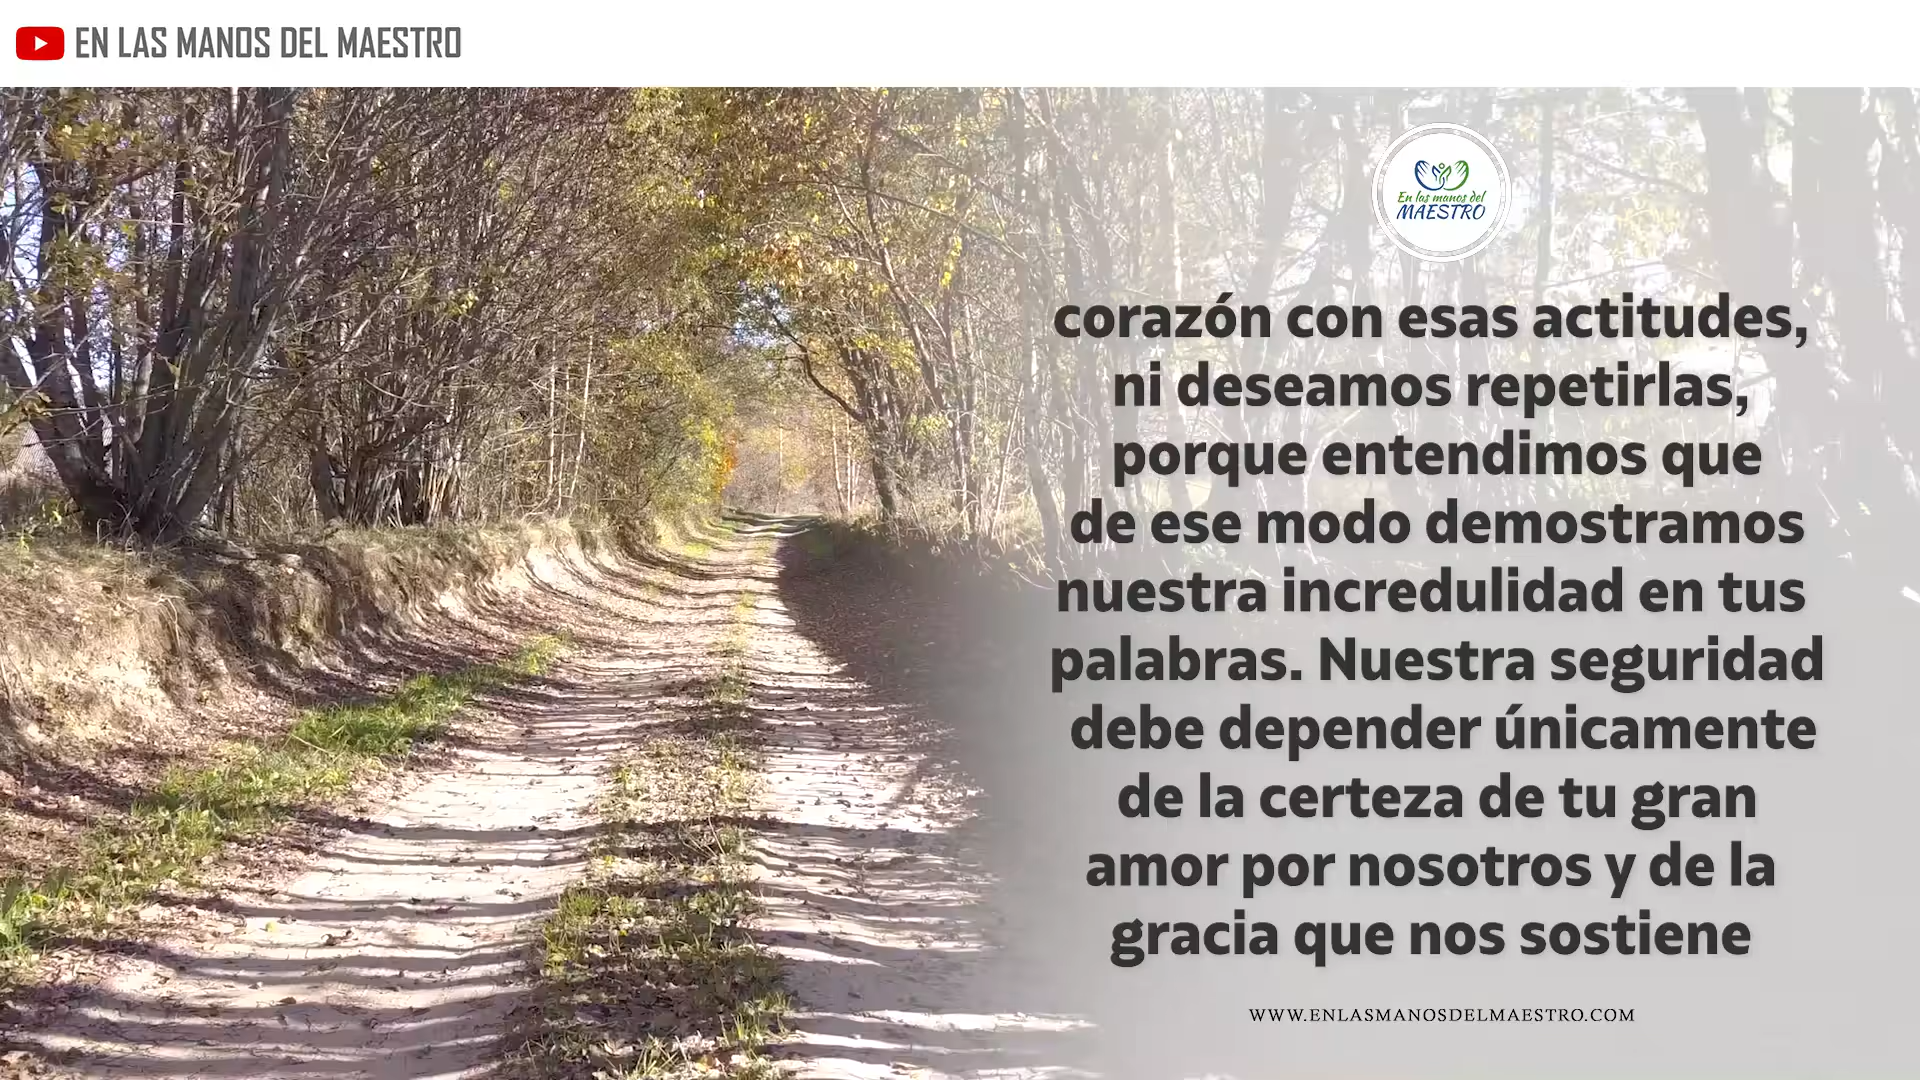 EN LAS MANOS DEL MAESTRO
En las manos del
MAESTRO
corazón con esas actitudes,
ni deseamos repetirlas,
porque entendimos que
de ese modo demostramos
nuestra incredulidad en tus
palabras. Nuestra seguridad
debe depender únicamente
de la certeza de tu gran
amor por nosotros y de la
gracia que nos sostiene
WWW.ENLASMANOSDELMAESTRO.COM